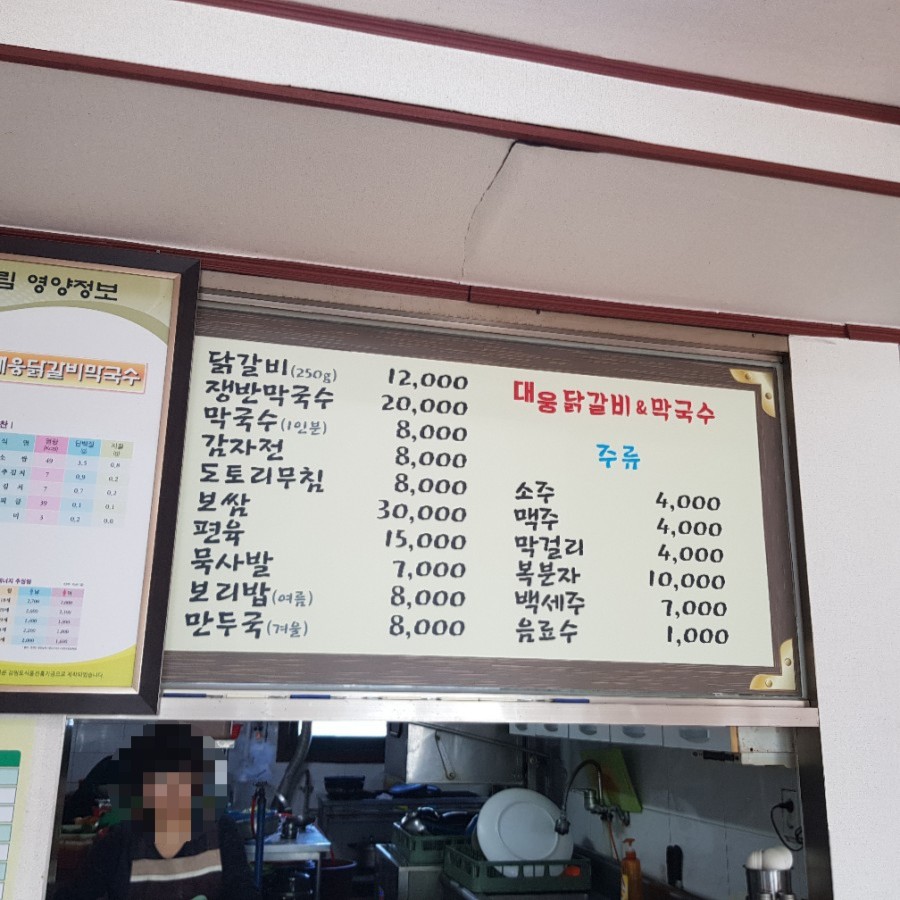 림 영양정보
대웅닭갈비막국수
닭갈비(250g) 12,000
쟁반막국수 20,000
막국수(1인분) 8,000
감자전 8,000
도토리무침 8,000
보쌈 30,000
편육 15,000
묵사발 7,000
보리밥(여름) 8,000
만두국(겨울) 8,000
대웅닭갈비&막국수
주류
소주 4,000
맥주 4,000
막걸리 4,000
복분자 10,000
백세주 7,000
음료수 1,000